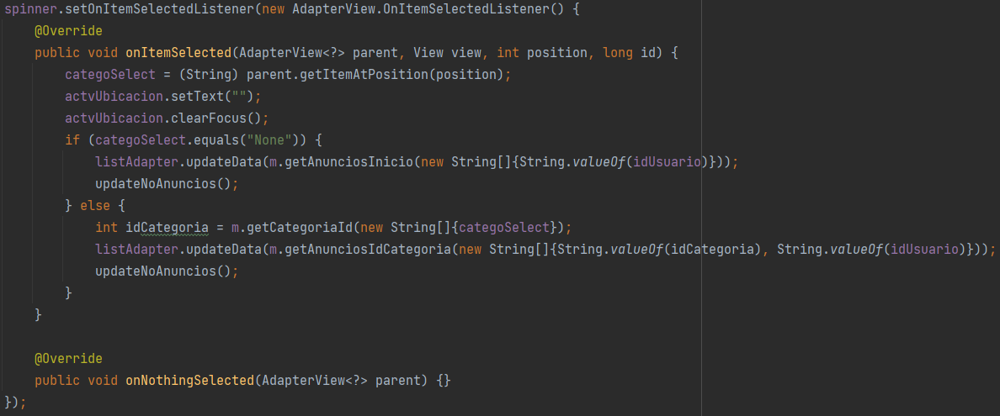 spinner.setOnItemSelectedListener(new AdapterView.OnItemSelectedListener() {
    @Override
    public void onItemSelected(AdapterView<?> parent, View view, int position, long id) {
        categoSelect = (String) parent.getItemAtPosition(position);
        actvUbicacion.setText("");
        actvUbicacion.clearFocus();
        if (categoSelect.equals("None")) {
            listAdapter.updateData(m.getAnunciosInicio(new String[]{String.valueOf(idUsuario)}));
            updateNoAnuncios();
        } else {
            int idCategoria = m.getCategoriaId(new String[]{categoSelect});
            listAdapter.updateData(m.getAnunciosIdCategoria(new String[]{String.valueOf(idCategoria), String.valueOf(idUsuario)}));
            updateNoAnuncios();
        }
    }

    @Override
    public void onNothingSelected(AdapterView<?> parent) {}
});